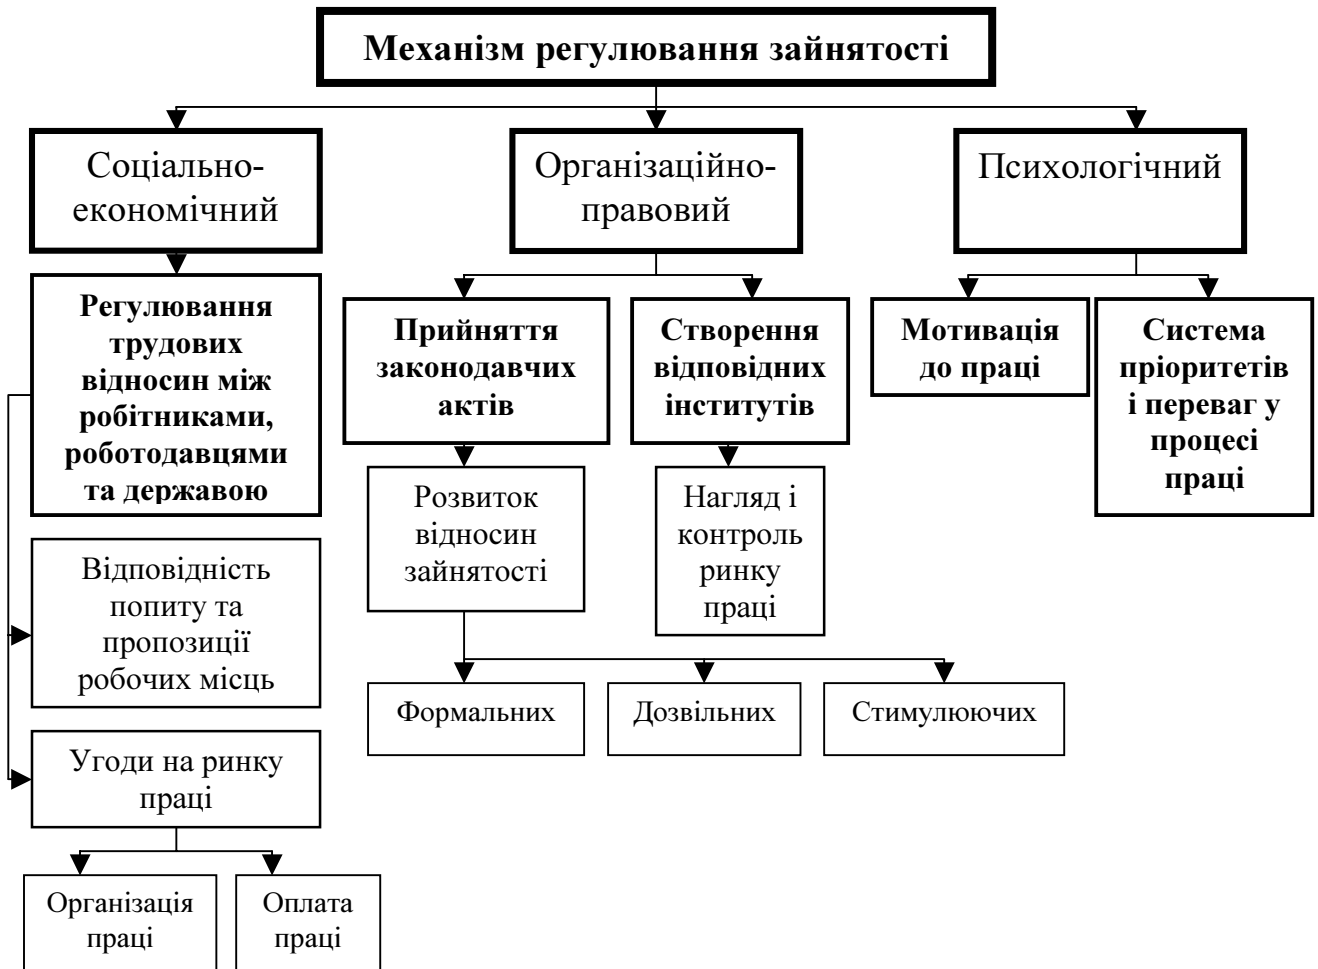 Механізм регулювання зайнятості
Соціально-
економічний
Організаційно-
правовий
Психологічний
Регулювання
трудових
відносин між
робітниками,
роботодавцями
та державою
Прийняття
законодавчих
актів
Створення
відповідних
інститутів
Мотивація
до праці
Система
пріоритетів
і переваг у
процесі
праці
Розвиток
відносин
зайнятості
Нагляд і
контроль
ринку
праці
Відповідність
попиту та
пропозиції
робочих місць
Формальних
Дозвільних
Стимулюючих
Угоди на ринку
праці
Організація
праці
Оплата
праці